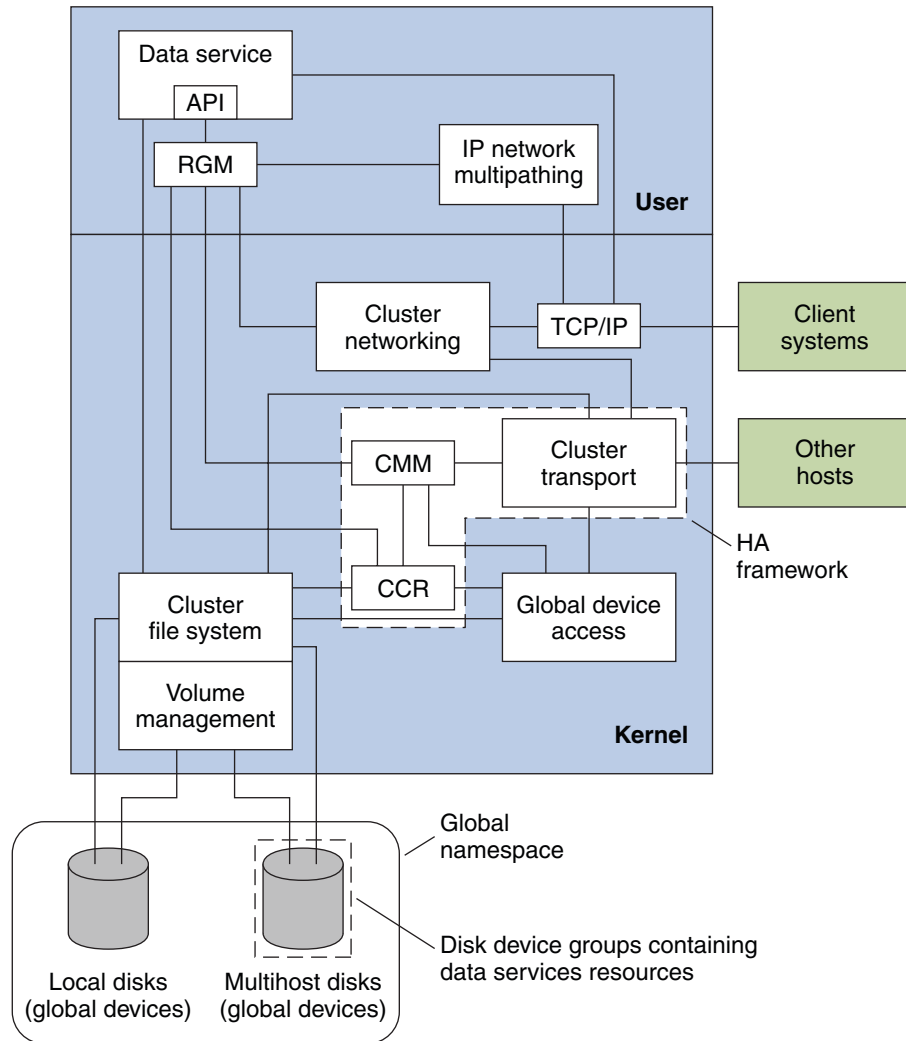 Data service
API
RGM
IP network
multipathing
User
Cluster
networking
TCP/IP
Client
systems
CMM
Cluster
transport
Other
hosts
HA
framework
CCR
Cluster
file system
Global device
access
Volume
management
Kernel
Global
namespace
Disk device groups containing
data services resources
Local disks
(global devices)
Multihost disks
(global devices)